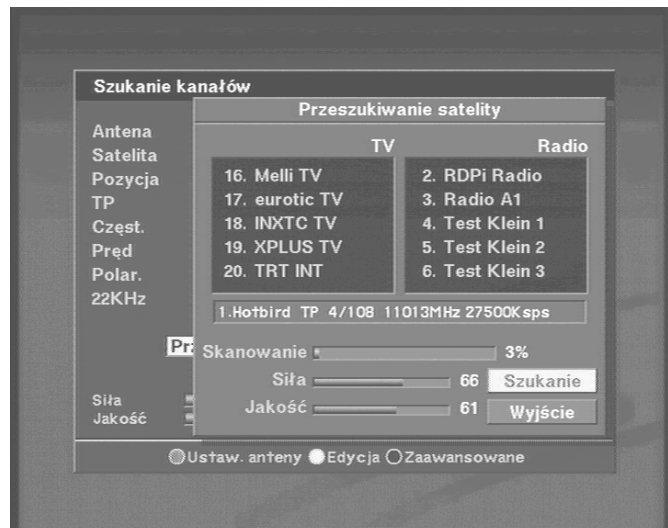 Szukanie kanałów
Przeszukiwanie satelity
Antena
Satelita
Pozycja
TP
Częst.
Pręd
Polar.
22KHz
TV
Radio
16. Melli TV
17. eurotic TV
18. INXTC TV
19. XPLUS TV
20. TRT INT
2. RDPi Radio
3. Radio A1
4. Test Klein 1
5. Test Klein 2
6. Test Klein 3
1.Hotbird TP 4/108 11013MHz 27500Ksps
Skanowanie 3%
Siła 66 Szukanie
Jakość 61 Wyjście
Siła
Jakość
Ustaw. anteny Edycja Zaawansowane